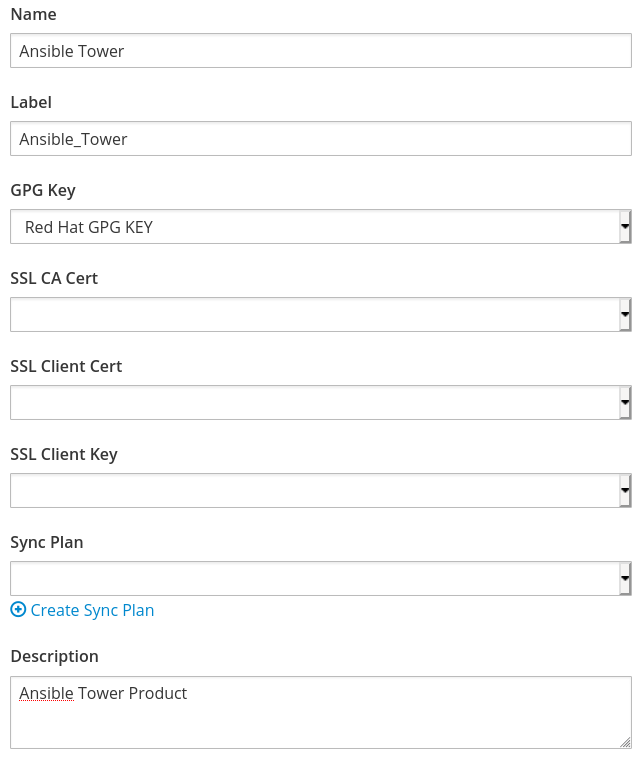 Name
Ansible Tower
Label
Ansible_Tower
GPG Key
Red Hat GPG KEY
SSL CA Cert
SSL Client Cert
SSL Client Key
Sync Plan
Create Sync Plan
Description
Ansible Tower Product